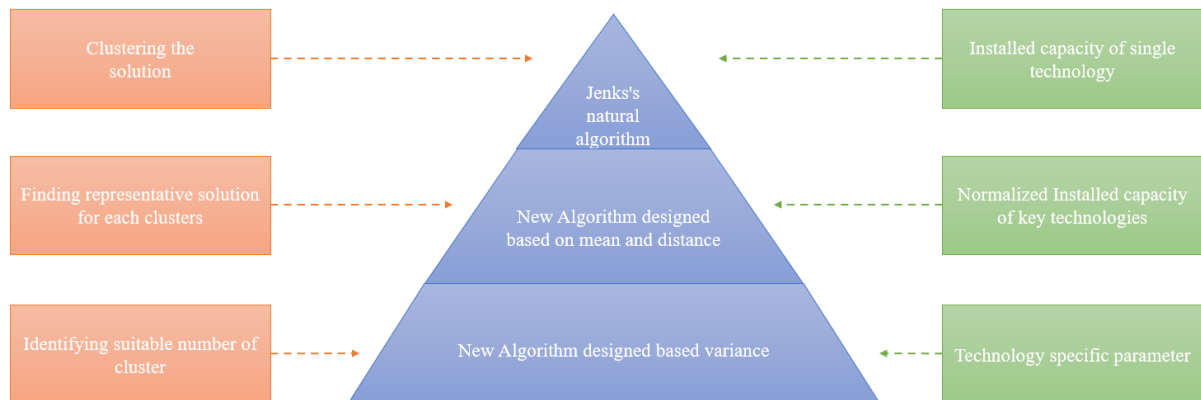 Clustering the
solution
Jenks's
natural
algorithm
Installed capacity of single
technology
Finding representative solution
for each clusters
New Algorithm designed
based on mean and distance
Normalized Installed capacity
of key technologies
Identifying suitable number of
cluster
New Algorithm designed based variance
Technology specific parameter